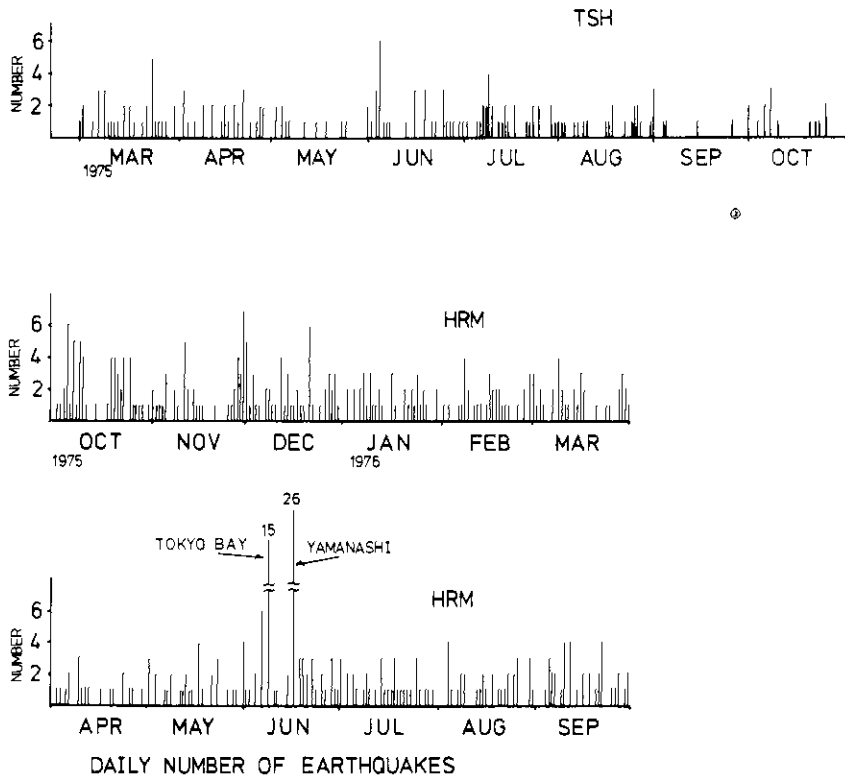 TSH
6
4
2
NUMBER
MAR APR MAY JUN JUL AUG SEP OCT
1975
HRM
6
4
2
NUMBER
OCT NOV DEC JAN FEB MAR
1975 1976
26
15
TOKYO BAY YAMANASHI
HRM
6
4
2
NUMBER
APR MAY JUN JUL AUG SEP
DAILY NUMBER OF EARTHQUAKES